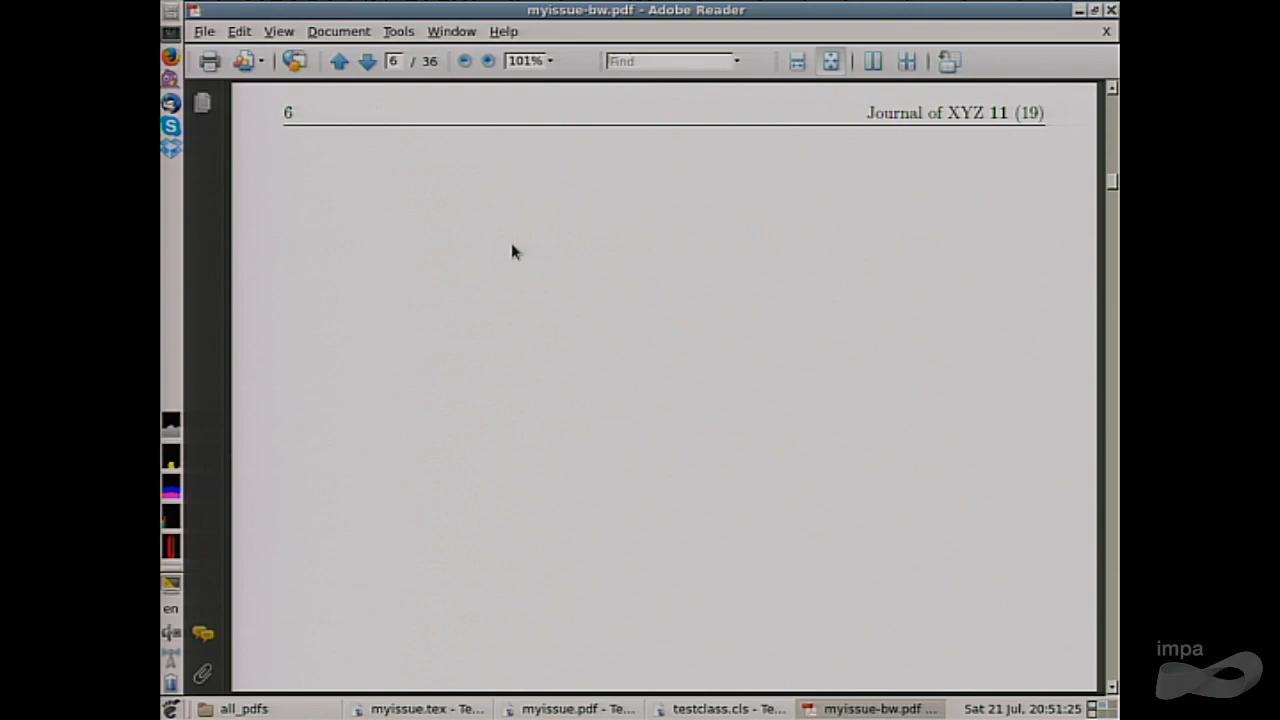 myissue-bw.pdf - Adobe Reader
File Edit View Document Tools Window Help X
6 / 36 101% Find
6 Journal of XYZ 11 (19)
en
impa
all_pdfs myissue.tex - Te... myissue.pdf - Te... testclass.cls - Te... myissue-bw.pdf ... Sat 21 Jul, 20:51:25